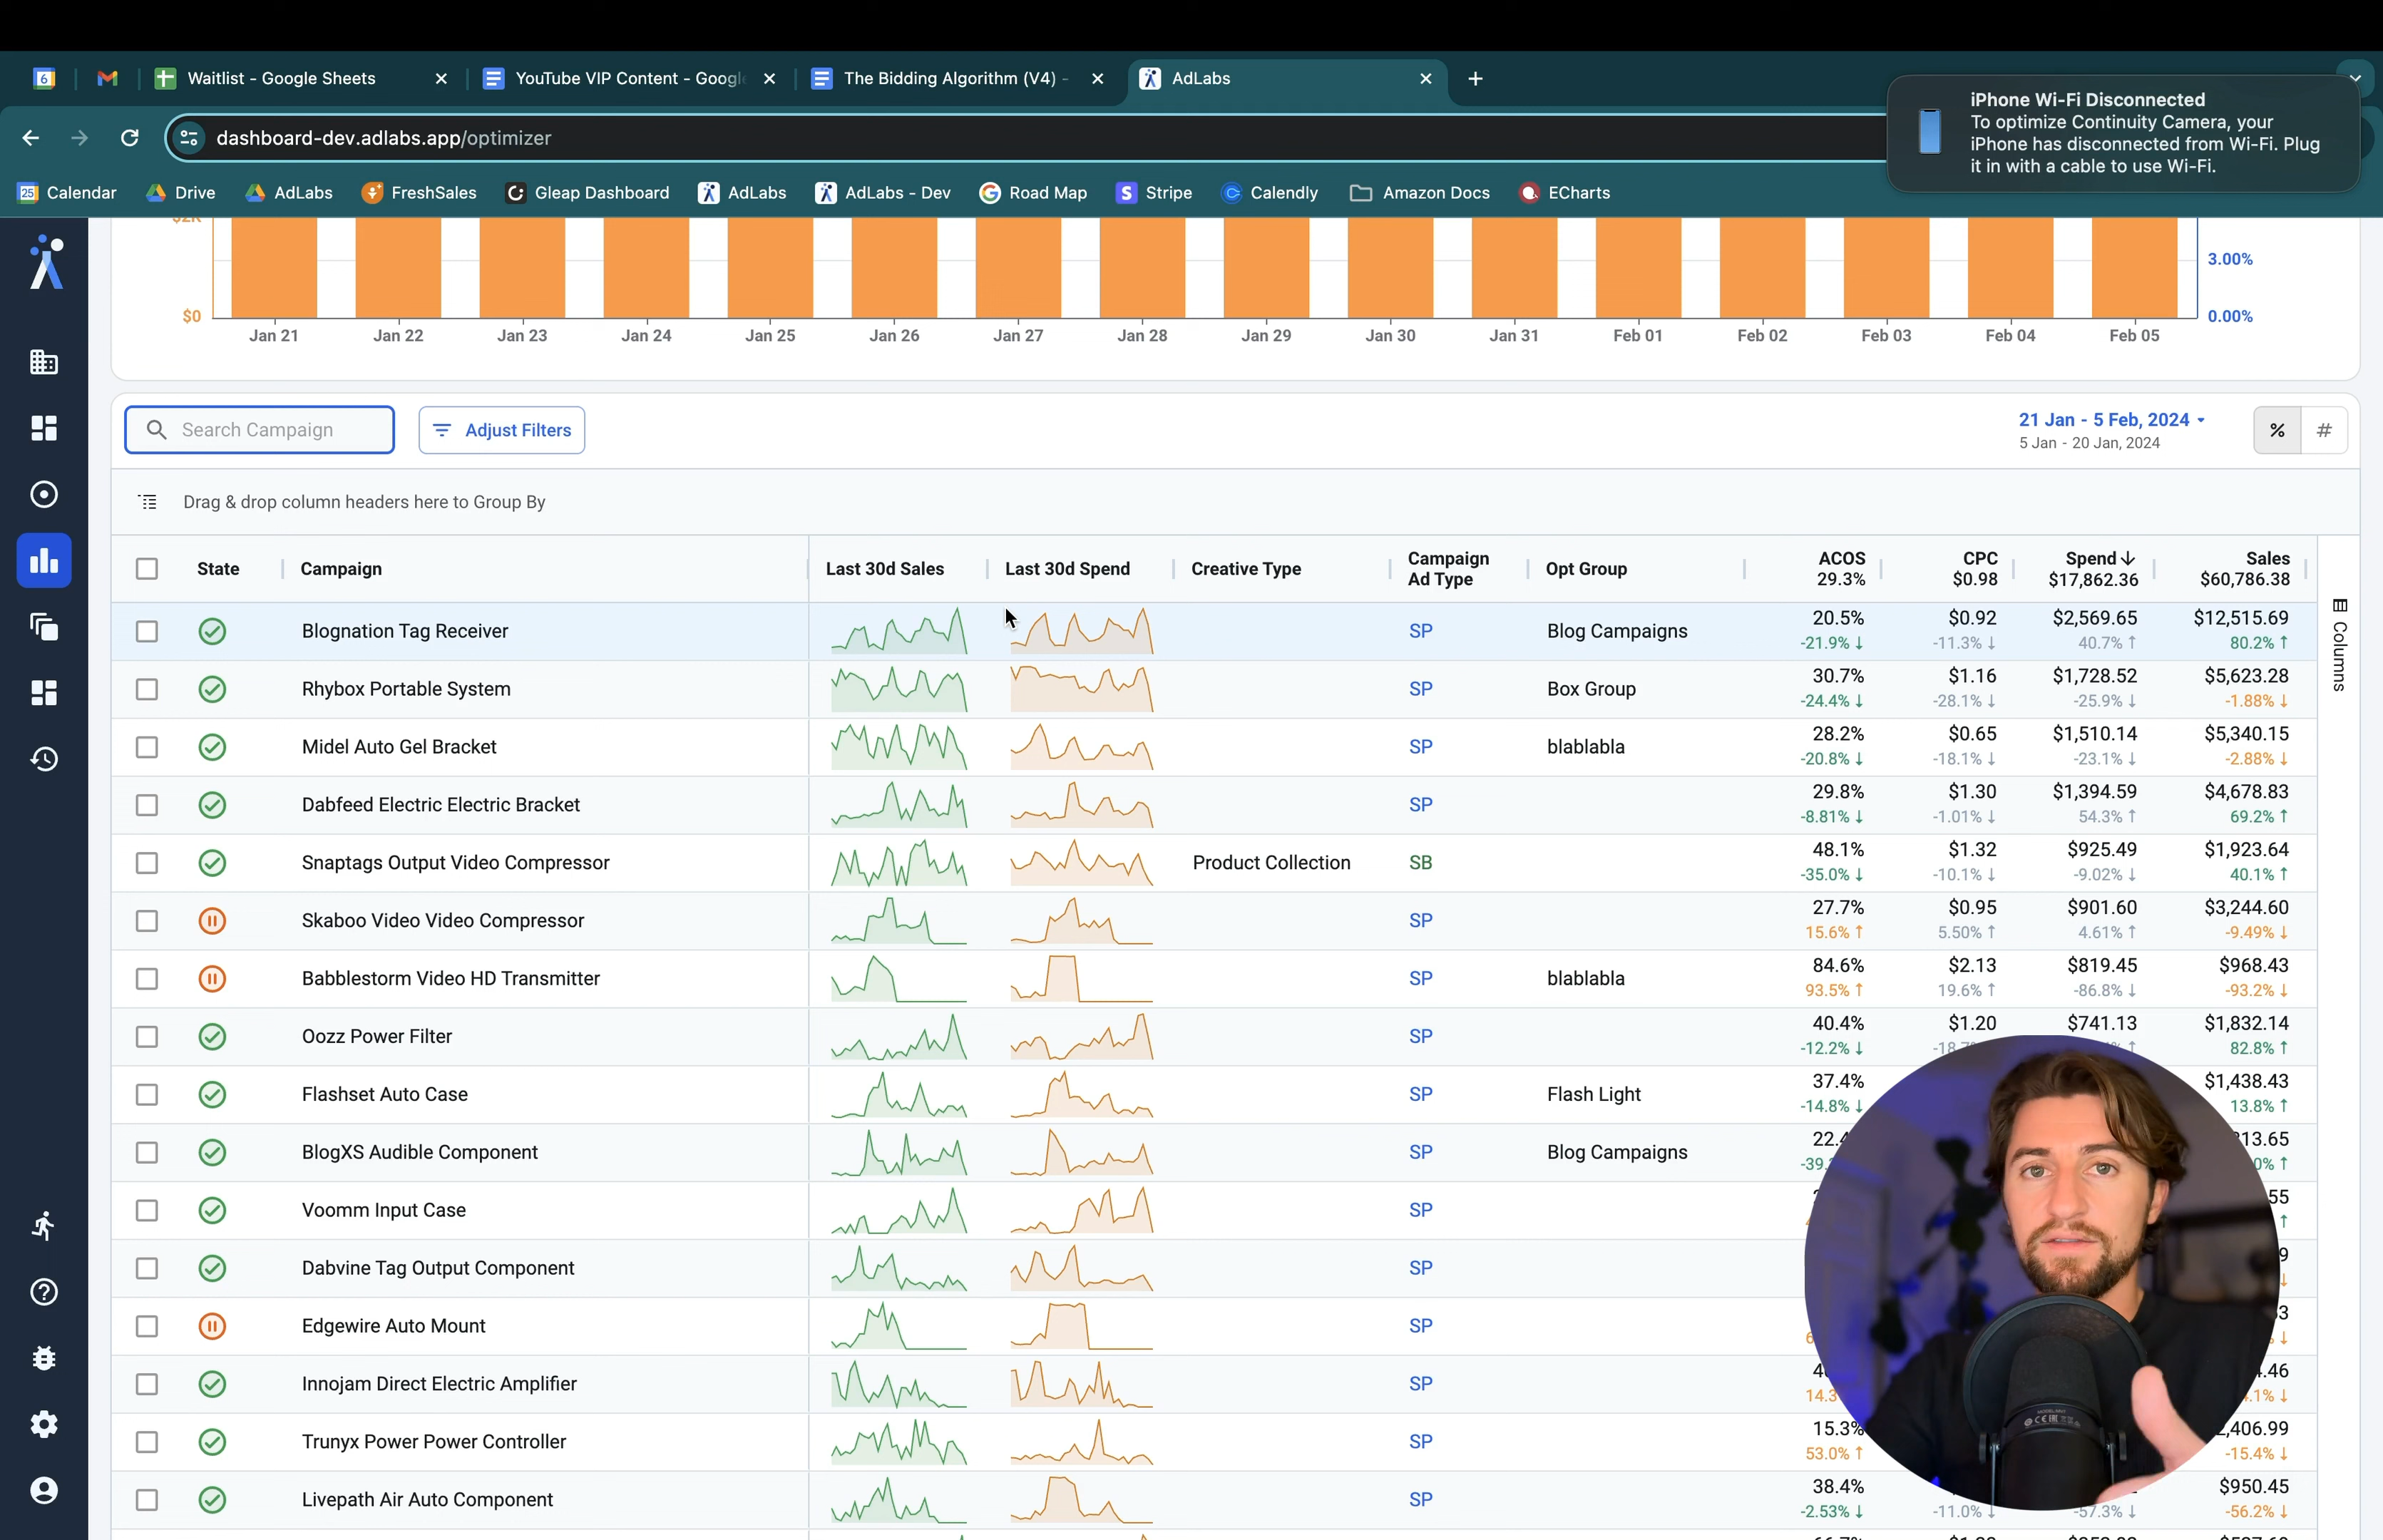 6
Waitlist - Google Sheets
YouTube VIP Content - Google
The Bidding Algorithm (V4) -
AdLabs
iPhone Wi-Fi Disconnected
To optimize Continuity Camera, your
iPhone has disconnected from Wi-Fi. Plug
it in with a cable to use Wi-Fi.
dashboard-dev.adlabs.app/optimizer
25 Calendar
Drive
AdLabs
FreshSales
Gleap Dashboard
AdLabs
AdLabs - Dev
Road Map
Stripe
Calendly
Amazon Docs
ECharts
$2K
$0
3.00%
0.00%
Jan 21 Jan 22 Jan 23 Jan 24 Jan 25 Jan 26 Jan 27 Jan 28 Jan 29 Jan 30 Jan 31 Feb 01 Feb 02 Feb 03 Feb 04 Feb 05
Search Campaign
Adjust Filters
21 Jan - 5 Feb, 2024
5 Jan - 20 Jan, 2024
% #
Drag & drop column headers here to Group By
State Campaign Last 30d Sales Last 30d Spend Creative Type Campaign Ad Type Opt Group ACOS CPC Spend↓ Sales
29.3% $0.98 $17,862.36 $60,786.38
Columns
Blognation Tag Receiver SP Blog Campaigns 20.5% $0.92 $2,569.65 $12,515.69
-21.9% ↓ -11.3% ↓ 40.7% ↑ 80.2% ↑
Rhybox Portable System SP Box Group 30.7% $1.16 $1,728.52 $5,623.28
-24.4% ↓ -28.1% ↓ -25.9% ↓ -1.88% ↓
Midel Auto Gel Bracket SP blablabla 28.2% $0.65 $1,510.14 $5,340.15
-20.8% ↓ -18.1% ↓ -23.1% ↓ -2.88% ↓
Dabfeed Electric Electric Bracket SP 29.8% $1.30 $1,394.59 $4,678.83
-8.81% ↓ -1.01% ↓ 54.3% ↑ 69.2% ↑
Snaptags Output Video Compressor Product Collection SB 48.1% $1.32 $925.49 $1,923.64
-35.0% ↓ -10.1% ↓ -9.02% ↓ 40.1% ↑
Skaboo Video Video Compressor SP 27.7% $0.95 $901.60 $3,244.60
15.6% ↑ 5.50% ↑ 4.61% ↑ -9.49% ↓
Babblestorm Video HD Transmitter SP blablabla 84.6% $2.13 $819.45 $968.43
93.5% ↑ 19.6% ↑ -86.8% ↓ -93.2% ↓
Oozz Power Filter SP 40.4% $1.20 $741.13 $1,832.14
-12.2% ↓ 82.8% ↑
Flashset Auto Case SP Flash Light 37.4% $1,438.43
-14.8% ↓ 13.8% ↑
BlogXS Audible Component SP Blog Campaigns
Voomm Input Case SP
Dabvine Tag Output Component SP
Edgewire Auto Mount SP
Innojam Direct Electric Amplifier SP
Trunyx Power Power Controller SP 15.3%
53.0% ↑ -15.4% ↓
Livepath Air Auto Component SP 38.4% $950.45
-2.53% ↓ -11.0% ↓ -57.3% ↓ -56.2% ↓